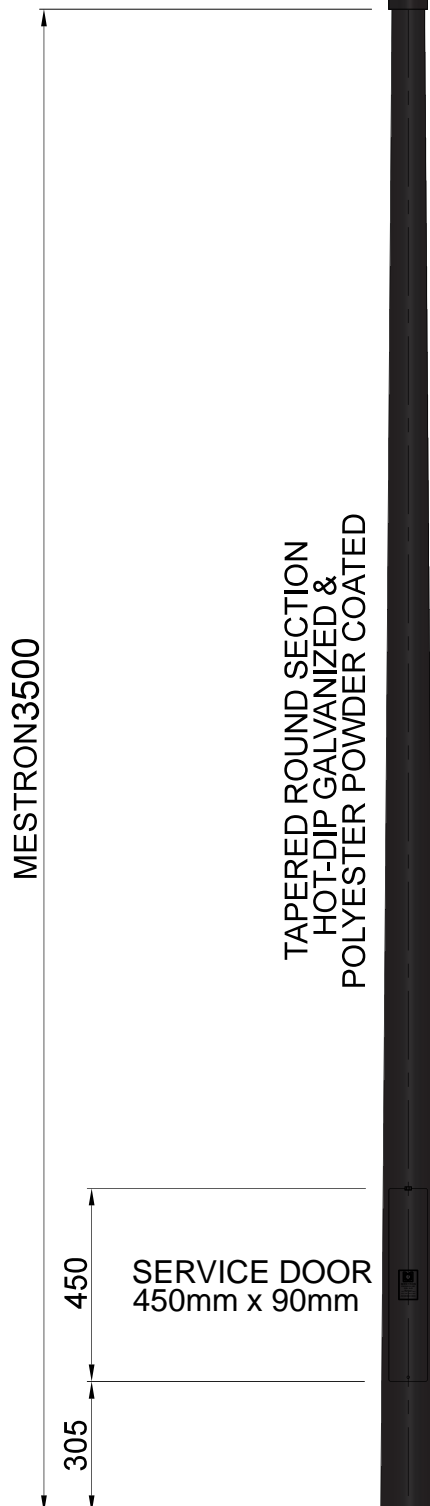 MESTRON3500
TAPERED ROUND SECTION
HOT-DIP GALVANIZED &
POLYESTER POWDER COATED
450
SERVICE DOOR
450mm x 90mm
305